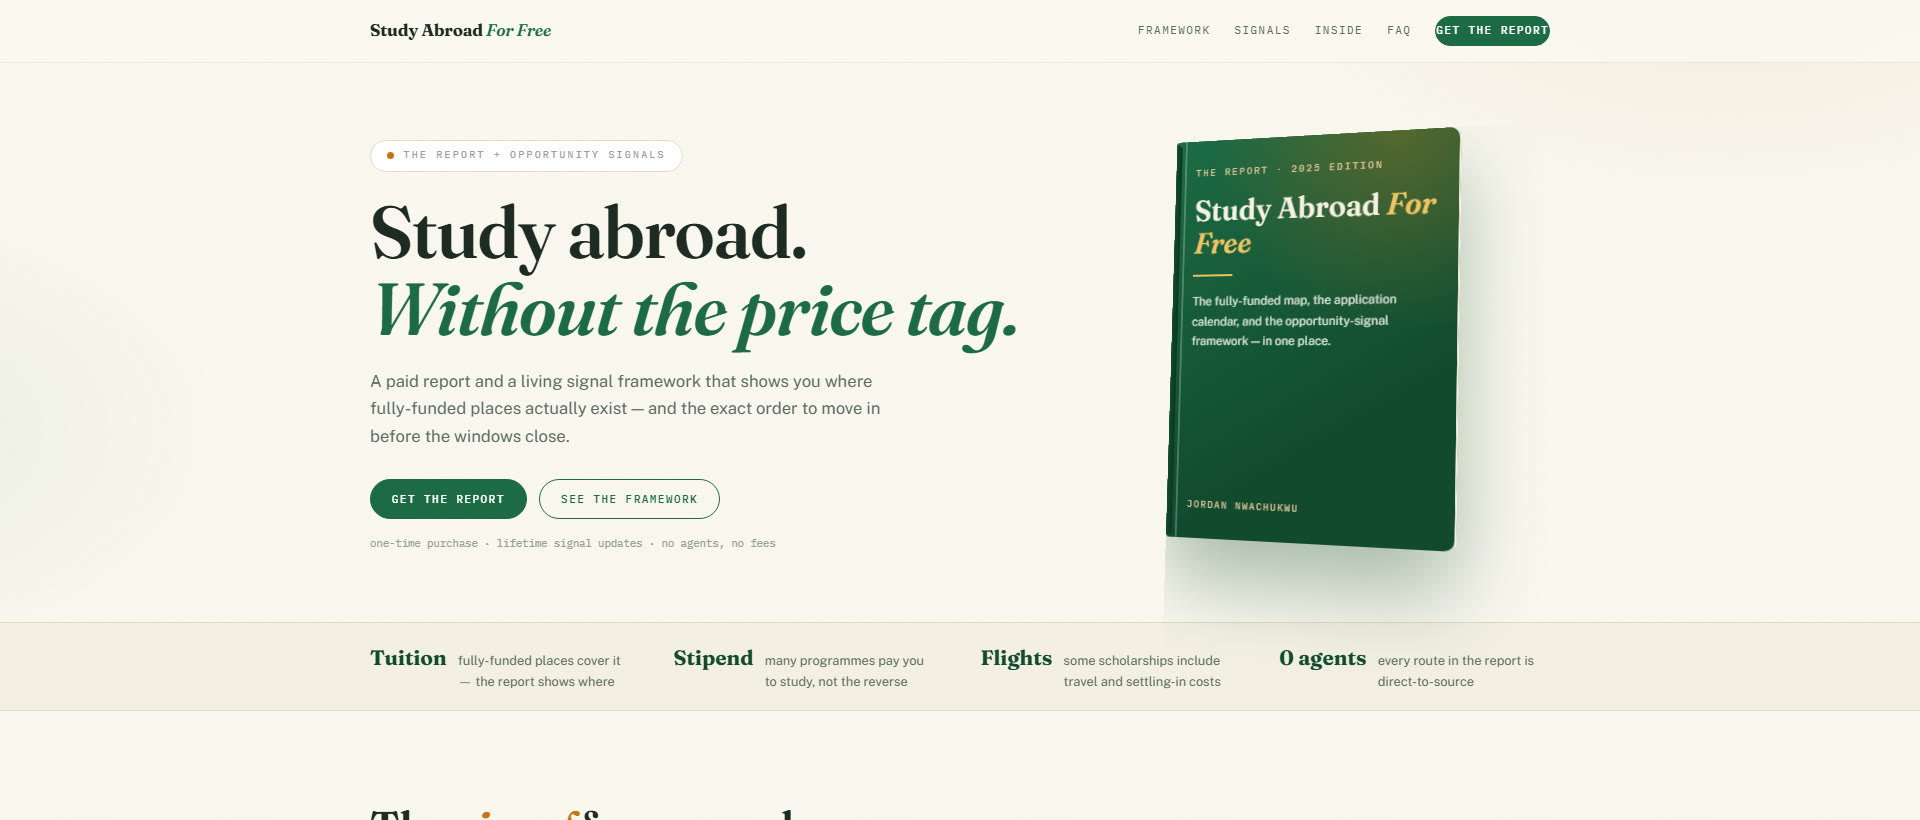 Study Abroad For Free
FRAMEWORK SIGNALS INSIDE FAQ GET THE REPORT
THE REPORT + OPPORTUNITY SIGNALS
Study abroad.
Without the price tag.
A paid report and a living signal framework that shows you where
fully-funded places actually exist — and the exact order to move in
before the windows close.
GET THE REPORT SEE THE FRAMEWORK
one-time purchase · lifetime signal updates · no agents, no fees
THE REPORT · 2025 EDITION
Study Abroad For
Free
The fully-funded map, the application
calendar, and the opportunity-signal
framework — in one place.
JORDAN NWACHUKWU
Tuition fully-funded places cover it
— the report shows where
Stipend many programmes pay you
to study, not the reverse
Flights some scholarships include
travel and settling-in costs
0 agents every route in the report is
direct-to-source